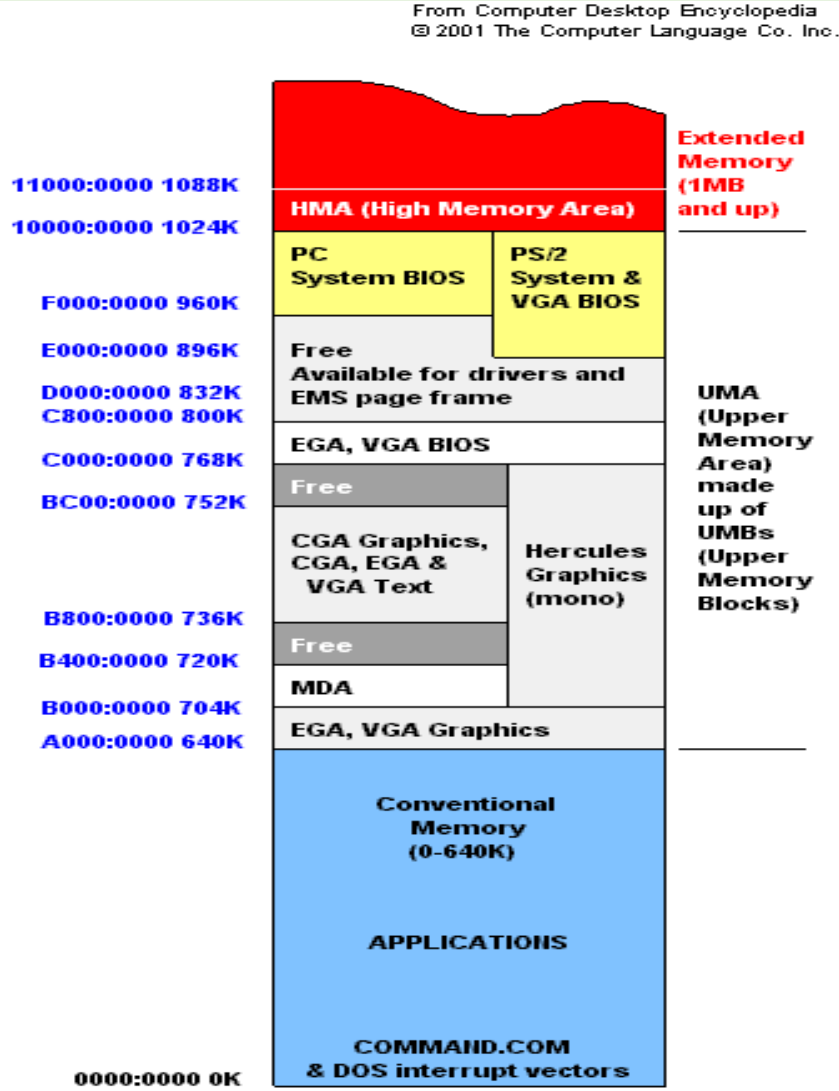 From Computer Desktop Encyclopedia
© 2001 The Computer Language Co. Inc.
Extended
Memory
(1MB
and up)
11000:0000 1088K
HMA (High Memory Area)
10000:0000 1024K
PC
System BIOS
PS/2
System &
VGA BIOS
F000:0000 960K
E000:0000 896K
Free
Available for drivers and
EMS page frame
D000:0000 832K
C800:0000 800K
UMA
(Upper
Memory
Area)
made
up of
UMBs
(Upper
Memory
Blocks)
EGA, VGA BIOS
C000:0000 768K
Free
BC00:0000 752K
CGA Graphics,
CGA, EGA &
VGA Text
Hercules
Graphics
(mono)
B800:0000 736K
Free
B400:0000 720K
MDA
B000:0000 704K
EGA, VGA Graphics
A000:0000 640K
Conventional
Memory
(0-640K)
APPLICATIONS
COMMAND.COM
& DOS interrupt vectors
0000:0000 0K